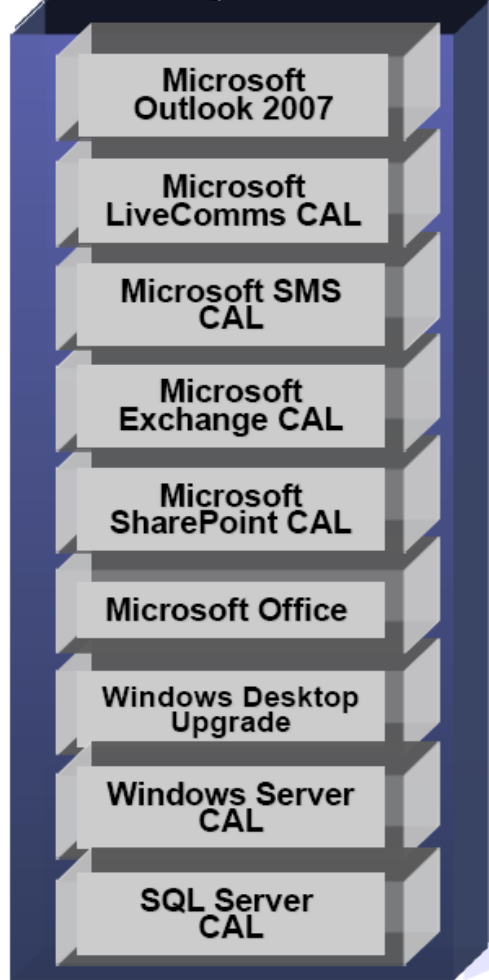 Microsoft
Outlook 2007
Microsoft
LiveComms CAL
Microsoft SMS
CAL
Microsoft
Exchange CAL
Microsoft
SharePoint CAL
Microsoft Office
Windows Desktop
Upgrade
Windows Server
CAL
SQL Server
CAL